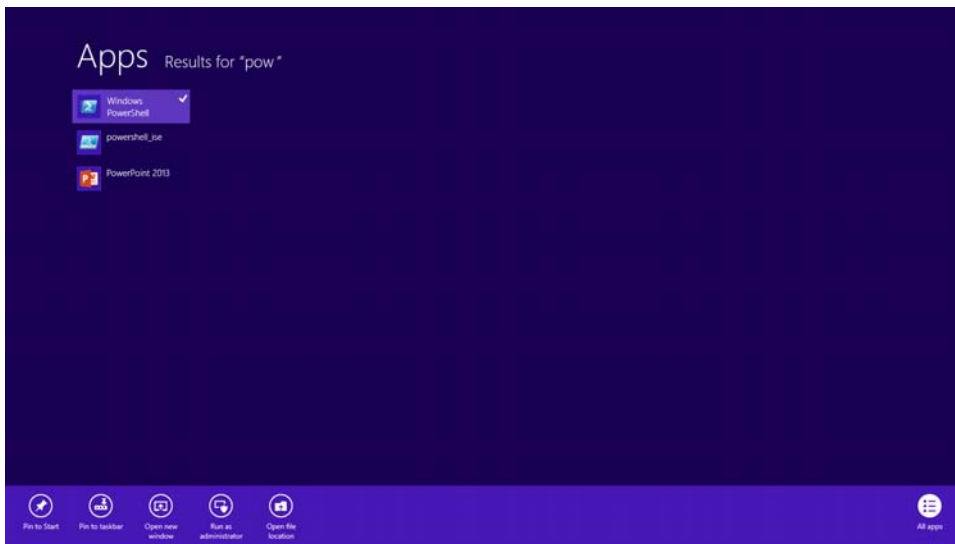 Apps Results for "pow"
Windows
PowerShell
powershell_ise
PowerPoint 2013
Pin to Start
Pin to taskbar
Open new
window
Run as
administrator
Open file
location
All apps